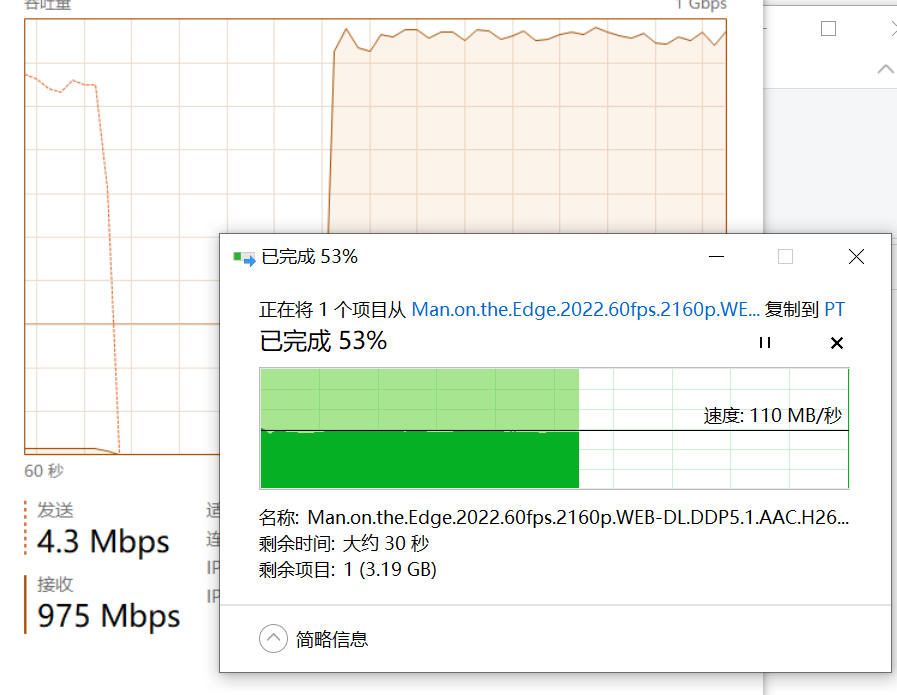 吞吐量
1 Gbps
已完成 53%
正在将 1 个项目从 Man.on.the.Edge.2022.60fps.2160p.WE... 复制到 PT
已完成 53%
速度: 110 MB/秒
名称: Man.on.the.Edge.2022.60fps.2160p.WEB-DL.DDP5.1.AAC.H26...
剩余时间: 大约 30 秒
剩余项目: 1 (3.19 GB)
简略信息
60 秒
发送
4.3 Mbps
接收
975 Mbps
适
连
IP
IP